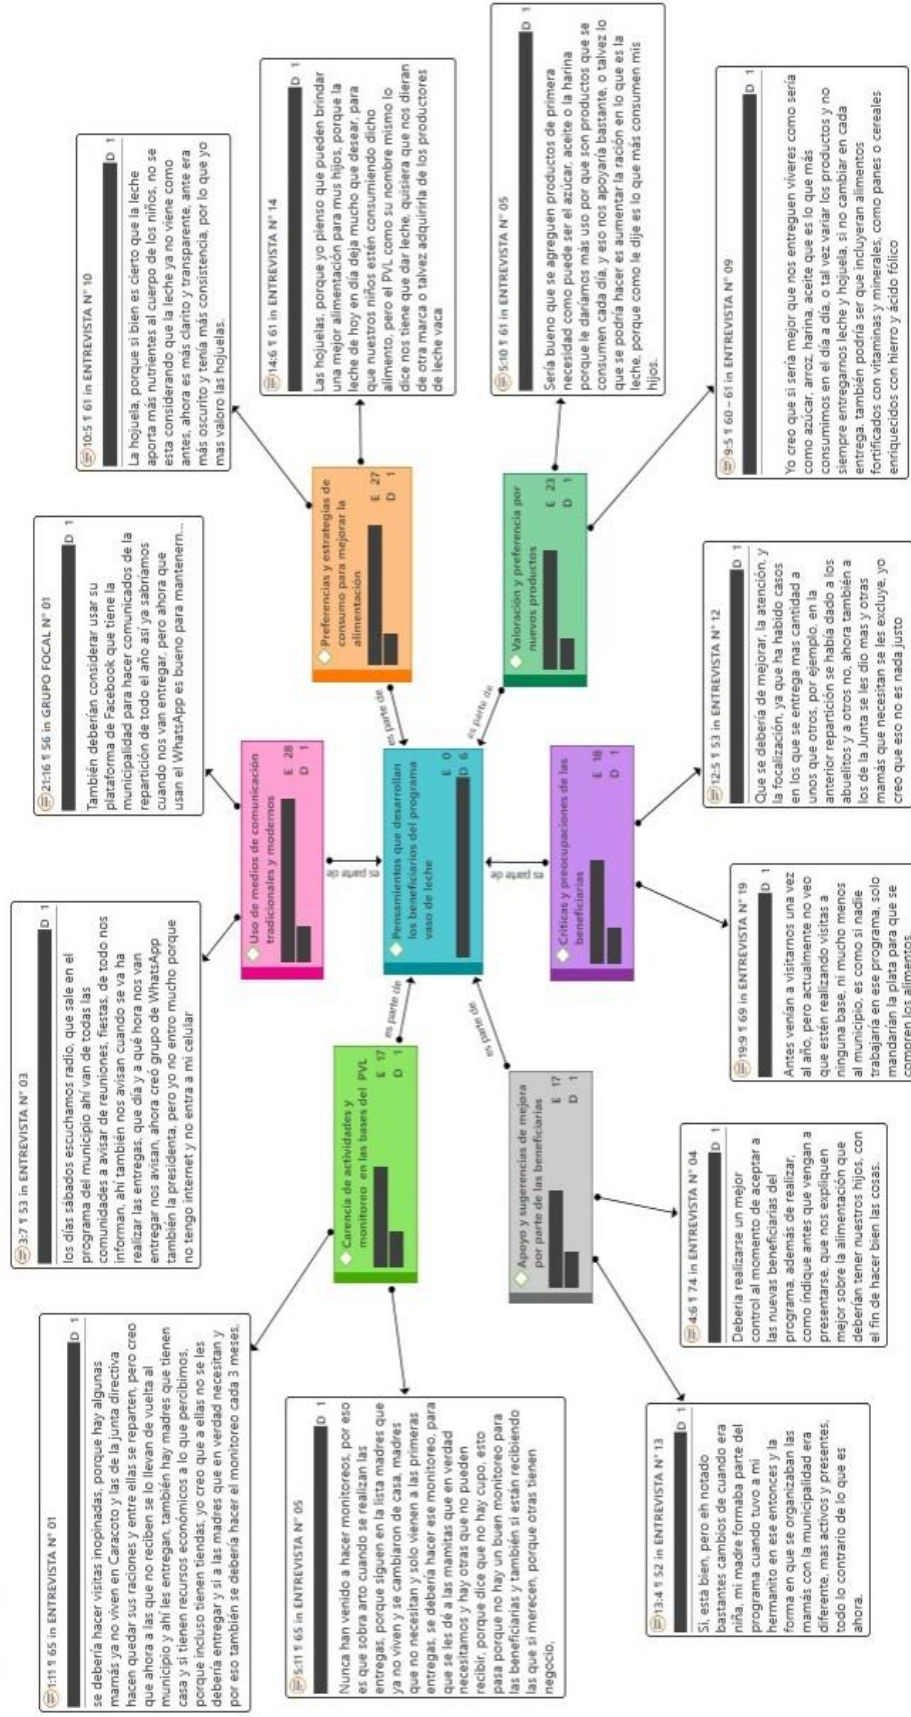 1:11 ¶ 65 in ENTREVISTA N° 01
D 1
se debería hacer visitas inopinadas, porque hay algunas
mamás ya no viven en Caracoto y las de la junta directiva
hacen quedar sus raciones y entre ellas se reparten, pero creo
que ahora a las que no reciben se lo llevan de vuelta al
municipio y ahí les entregan, también hay madres que tienen
casa y si tienen recursos económicos a lo que percibimos,
porque incluso tienen tiendas, yo creo que a ellas no se les
debería entregar y si a las madres que en verdad necesitan y
por eso también se debería hacer el monitoreo cada 3 meses,
3:7 ¶ 53 in ENTREVISTA N° 03
D 1
los días sábados escuchamos radio, que sale en el
programa del municipio ahí van de todas las
comunidades a avisar de reuniones, fiestas, de todo nos
informan, ahí también nos avisan cuando se va ha
realizar las entregas, que día y a qué hora nos van
entregar nos avisan, ahora creó grupo de WhatsApp
también la presidenta, pero yo no entro mucho porque
no tengo internet y no entra a mi celular
21:16 ¶ 56 in GRUPO FOCAL N° 01
D 1
También deberían considerar usar su
plataforma de Facebook que tiene la
municipalidad para hacer comunicados de la
repartición de todo el año así ya sabríamos
cuando nos van entregar, pero ahora que
usan el WhatsApp es bueno para mantenern...
10:5 ¶ 61 in ENTREVISTA N° 10
D 1
La hojuela, porque si bien es cierto que la leche
aporta más nutrientes al cuerpo de los niños, no se
esta considerando que la leche ya no viene como
antes, ahora es más clarito y transparente, ante era
más oscurito y tenía más consistencia, por lo que yo
mas valoro las hojuelas.
14:6 ¶ 61 in ENTREVISTA N° 14
D 1
Las hojuelas, porque yo pienso que pueden brindar
una mejor alimentación para mus hijos, porque la
leche de hoy en día deja mucho que desear, para
que nuestros niños estén consumiendo dicho
alimento, pero el PVL como su nombre mismo lo
dice nos tiene que dar leche, quisiera que nos dieran
de otra marca o talvez adquirirla de los productores
de leche vaca
5:11 ¶ 65 in ENTREVISTA N° 05
D 1
Nunca han venido a hacer monitoreos, por eso
es que sobra arto cuando se realizan las
entregas, porque siguen en la lista madres que
ya no viven y se cambiaron de casa, madres
que no necesitan y solo vienen a las primeras
entregas, se debería hacer ese monitoreo, para
que se les dé a las mamitas que en verdad
necesitamos y hay otras que no pueden
recibir, porque dice que no hay cupo, esto
pasa porque no hay un buen monitoreo para
las beneficiarias y también si están recibiendo
las que si merecen, porque otras tienen
negocio,
Carencia de actividades y
monitoreo en las bases del PVL
E 17
D 1
Uso de medios de comunicación
tradicionales y modernos
E 28
D 1
Preferencias y estrategias de
consumo para mejorar la
alimentación
E 27
D 1
es parte de
es parte de
es parte de
Pensamientos que desarrollan
los beneficiarios del programa
vaso de leche
E 0
D 6
es parte de
es parte de
es parte de
Apoyo y sugerencias de mejora
por parte de las beneficiarias
E 17
D 1
Críticas y preocupaciones de las
beneficiarias
E 18
D 1
Valoración y preferencia por
nuevos productos
E 23
D 1
5:10 ¶ 61 in ENTREVISTA N° 05
D 1
Sería bueno que se agreguen productos de primera
necesidad como puede ser el azúcar, aceite o la harina
porque le daríamos más uso por que son productos que se
consumen cada día, y eso nos apoyaría bastante, o talvez lo
que se podría hacer es aumentar la ración en lo que es la
leche, porque como le dije es lo que más consumen mis
hijos.
13:4 ¶ 52 in ENTREVISTA N° 13
D 1
Si, está bien, pero eh notado
bastantes cambios de cuando era
niña, mi madre formaba parte del
programa cuando tuvo a mi
hermanito en ese entonces y la
forma en que se organizaban las
mamás con la municipalidad era
diferente, mas activos y presentes,
todo lo contrario de lo que es
ahora.
4:6 ¶ 74 in ENTREVISTA N° 04
D 1
Debería realizarse un mejor
control al momento de aceptar a
las nuevas beneficiarias del
programa, además de realizar,
como indique antes que vengan a
presentarse, que nos expliquen
mejor sobre la alimentación que
deberían tener nuestros hijos, con
el fin de hacer bien las cosas.
19:9 ¶ 69 in ENTREVISTA N° 19
D 1
Antes venían a visitarnos una vez
al año, pero actualmente no veo
que estén realizando visitas a
ninguna base, ni mucho menos
al municipio, es como si nadie
trabajaría en ese programa, solo
mandarían la plata para que se
compren los alimentos.
12:5 ¶ 53 in ENTREVISTA N° 12
D 1
Que se debería de mejorar, la atención, y
la focalización, ya que ha habido casos
en los que se entrega mas cantidad a
unos que otros, por ejemplo, en la
anterior repartición se había dado a los
abuelitos y a otros no, ahora también a
los de la Junta se les dio mas y otras
mamás que necesitan se les excluye, yo
creo que eso no es nada justo
9:5 ¶ 60 – 61 in ENTREVISTA N° 09
D 1
Yo creo que si sería mejor que nos entreguen víveres como sería
como azúcar, arroz, harina, aceite que es lo que más
consumimos en el día a día, o tal vez variar los productos y no
siempre entregarnos leche y hojuela, si no cambiar en cada
entrega, también podría ser que incluyeran alimentos
fortificados con vitaminas y minerales, como panes o cereales
enriquecidos con hierro y ácido fólico